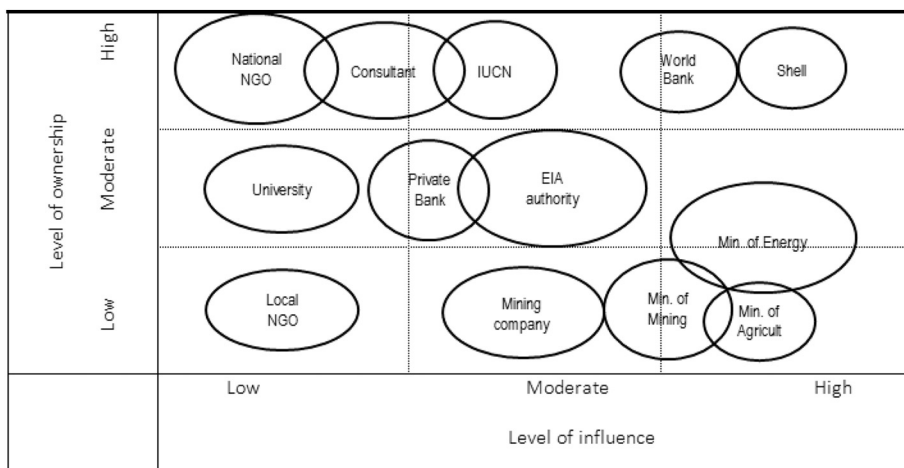 High
National
NGO
Consultant
IUCN
World
Bank
Shell
Level of ownership
Moderate
University
Private
Bank
EIA
authority
Min. of Energy
Low
Local
NGO
Mining
company
Min. of
Mining
Min. of
Agricult
Low
Moderate
High
Level of influence